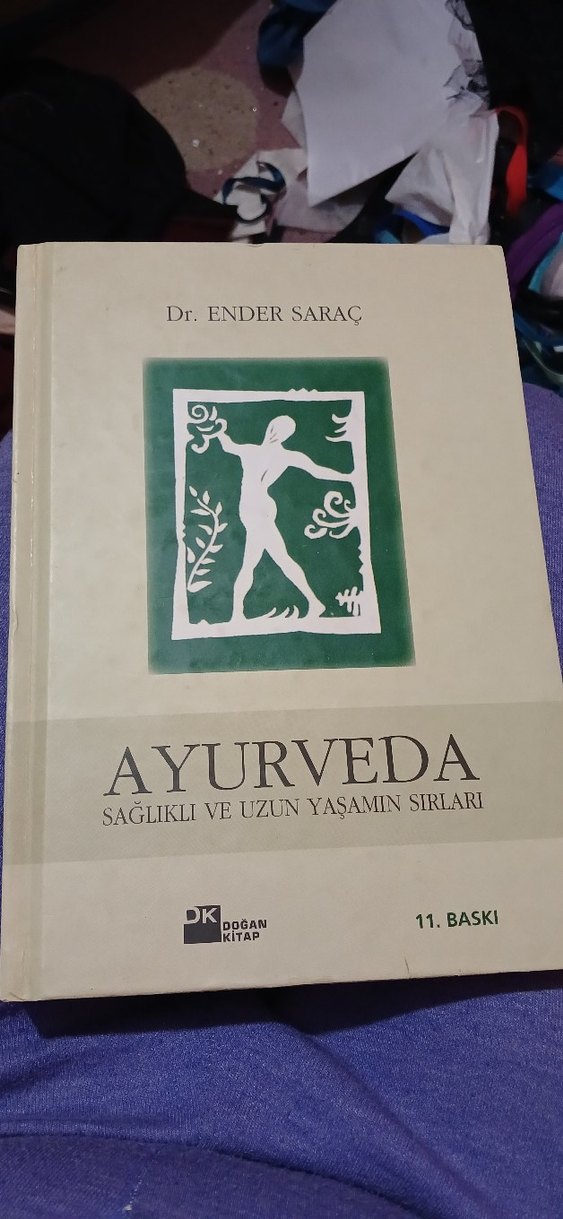 Dr. ENDER SARAÇ
AYURVEDA
SAĞLIKLI VE UZUN YAŞAMIN SIRLARI
DK
DOĞAN
KİTAP
11. BASKI